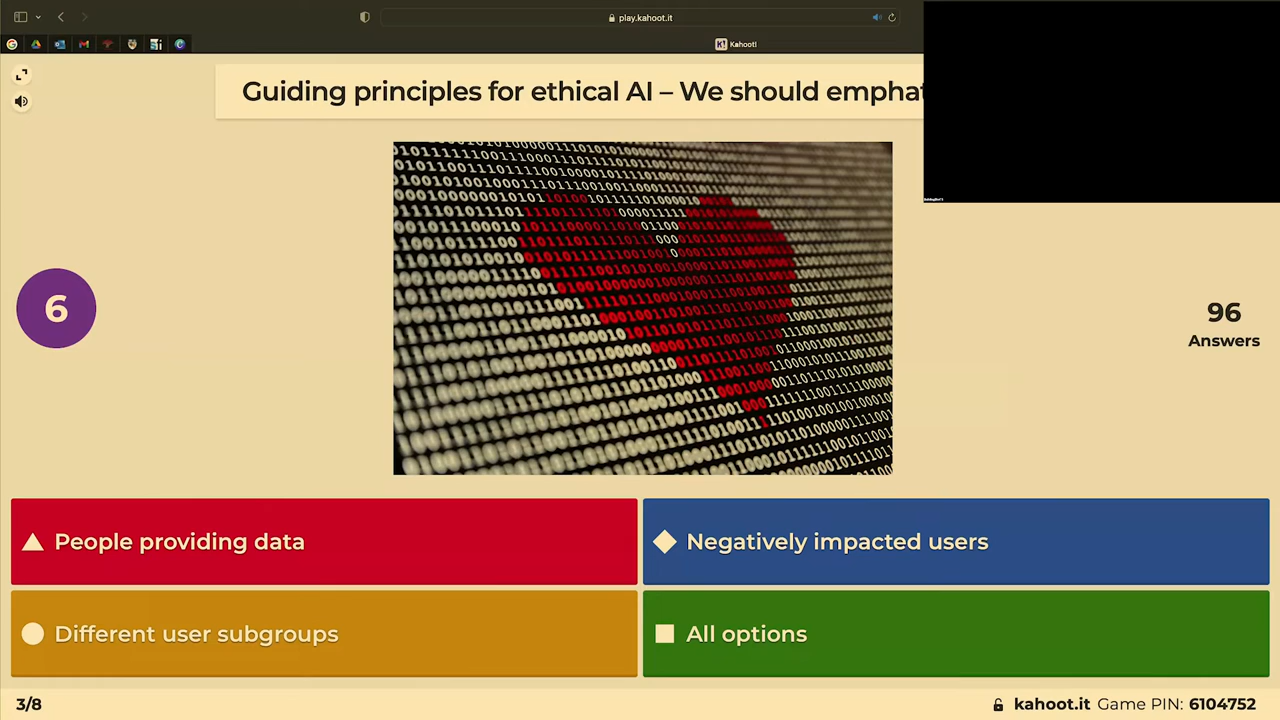 play.kahoot.it
Kahoot!
Guiding principles for ethical AI – We should
6
96
Answers
People providing data
Negatively impacted users
Different user subgroups
All options
3/8
kahoot.it Game PIN: 6104752